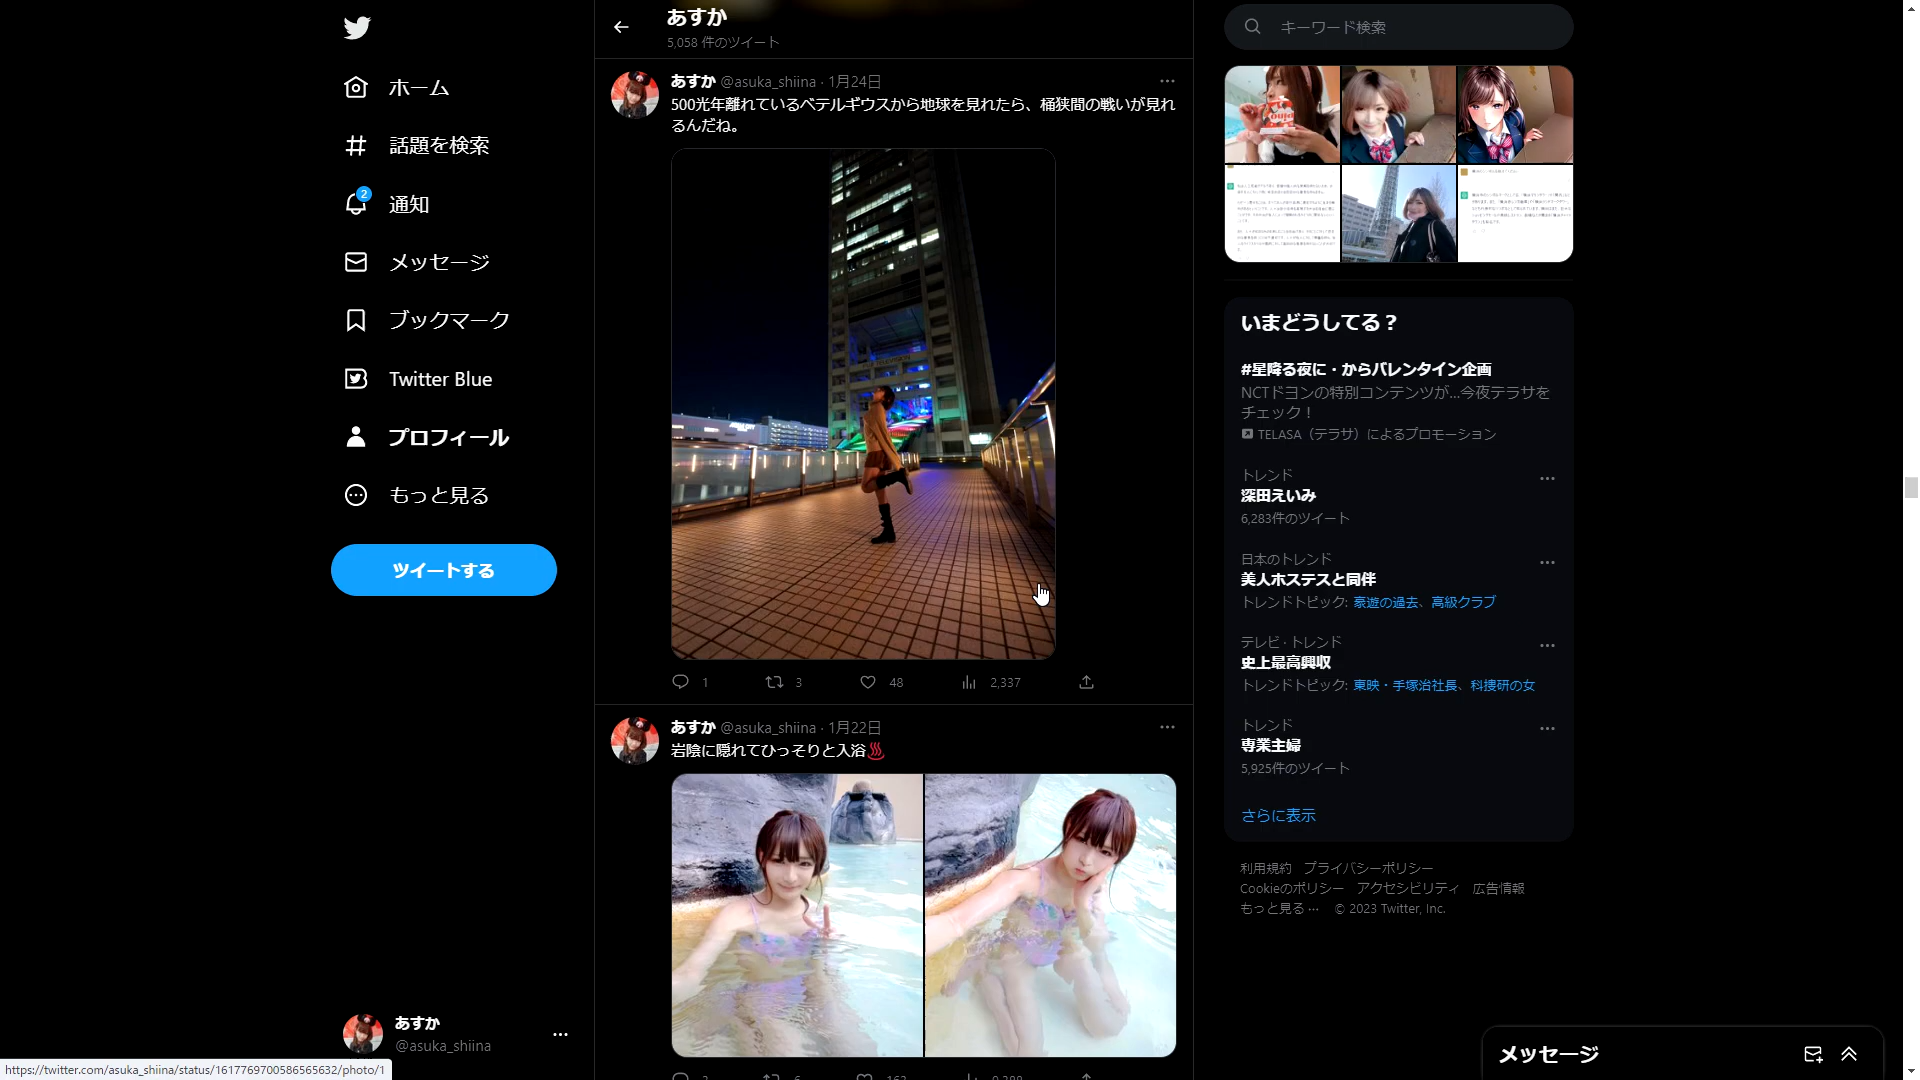 ホーム
話題を検索
2
通知
メッセージ
ブックマーク
Twitter Blue
プロフィール
もっと見る
ツイートする
あすか
@asuka_shiina
https://twitter.com/asuka_shiina/status/1617769700586565632/photo/1
あすか
5,058 件のツイート
あすか @asuka_shiina · 1月24日
500光年離れているベテルギウスから地球を見れたら、桶狭間の戦いが見れ
るんだね。
1 3 48 2,337
あすか @asuka_shiina · 1月22日
岩陰に隠れてひっそりと入浴♨
キーワード検索
いまどうしてる？
#星降る夜に・からバレンタイン企画
NCTドヨンの特別コンテンツが...今夜テラサを
チェック！
TELASA（テラサ）によるプロモーション
トレンド
深田えいみ
6,283件のツイート
日本のトレンド
美人ホステスと同伴
トレンドトピック: 豪遊の過去、高級クラブ
テレビ · トレンド
史上最高興収
トレンドトピック: 東映・手塚治社長、科捜研の女
トレンド
専業主婦
5,925件のツイート
さらに表示
利用規約 プライバシーポリシー
Cookieのポリシー アクセシビリティ 広告情報
もっと見る ··· © 2023 Twitter, Inc.
メッセージ